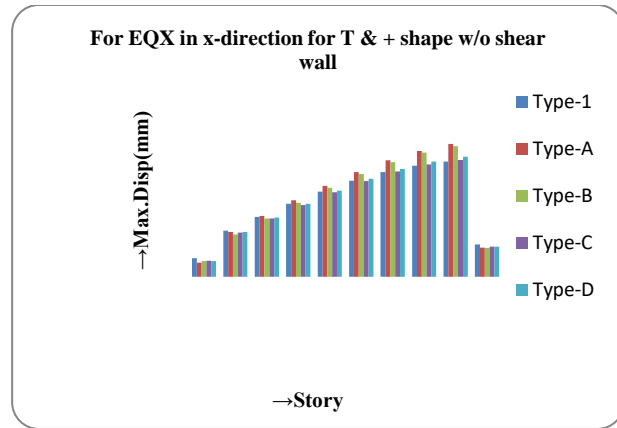 For EQX in x-direction for T & + shape w/o shear
wall
→Max.Disp(mm)
Type-1
Type-A
Type-B
Type-C
Type-D
→Story